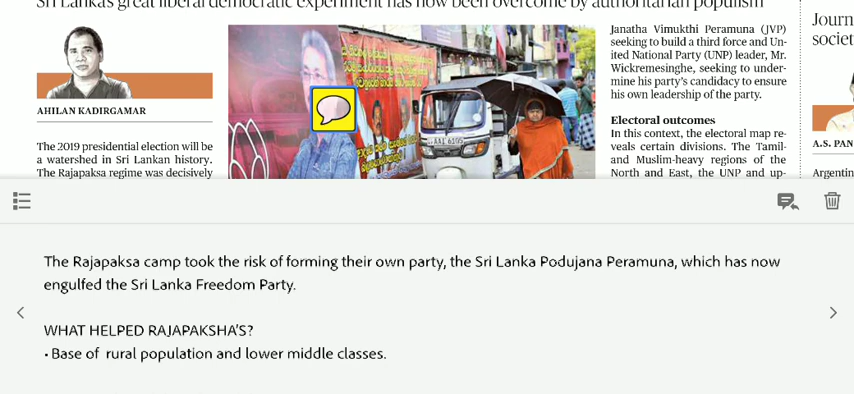 Sri Lanka's great liberal democratic experiment has now been overcome by authoritarian populism
AHILAN KADIRGAMAR
The 2019 presidential election will be
a watershed in Sri Lankan history.
The Rajapaksa regime was decisively
AAI 6195
Janatha Vimukthi Peramuna (JVP)
seeking to build a third force and Un-
ited National Party (UNP) leader, Mr.
Wickremesinghe, seeking to under-
mine his party's candidacy to ensure
his own leadership of the party.
Electoral outcomes
In this context, the electoral map re-
veals certain divisions. The Tamil-
and Muslim-heavy regions of the
North and East, the UNP and up-
Journ
societ
A.S. PAN
Argentin
The Rajapaksa camp took the risk of forming their own party, the Sri Lanka Podujana Peramuna, which has now
engulfed the Sri Lanka Freedom Party.
WHAT HELPED RAJAPAKSHA'S?
• Base of rural population and lower middle classes.